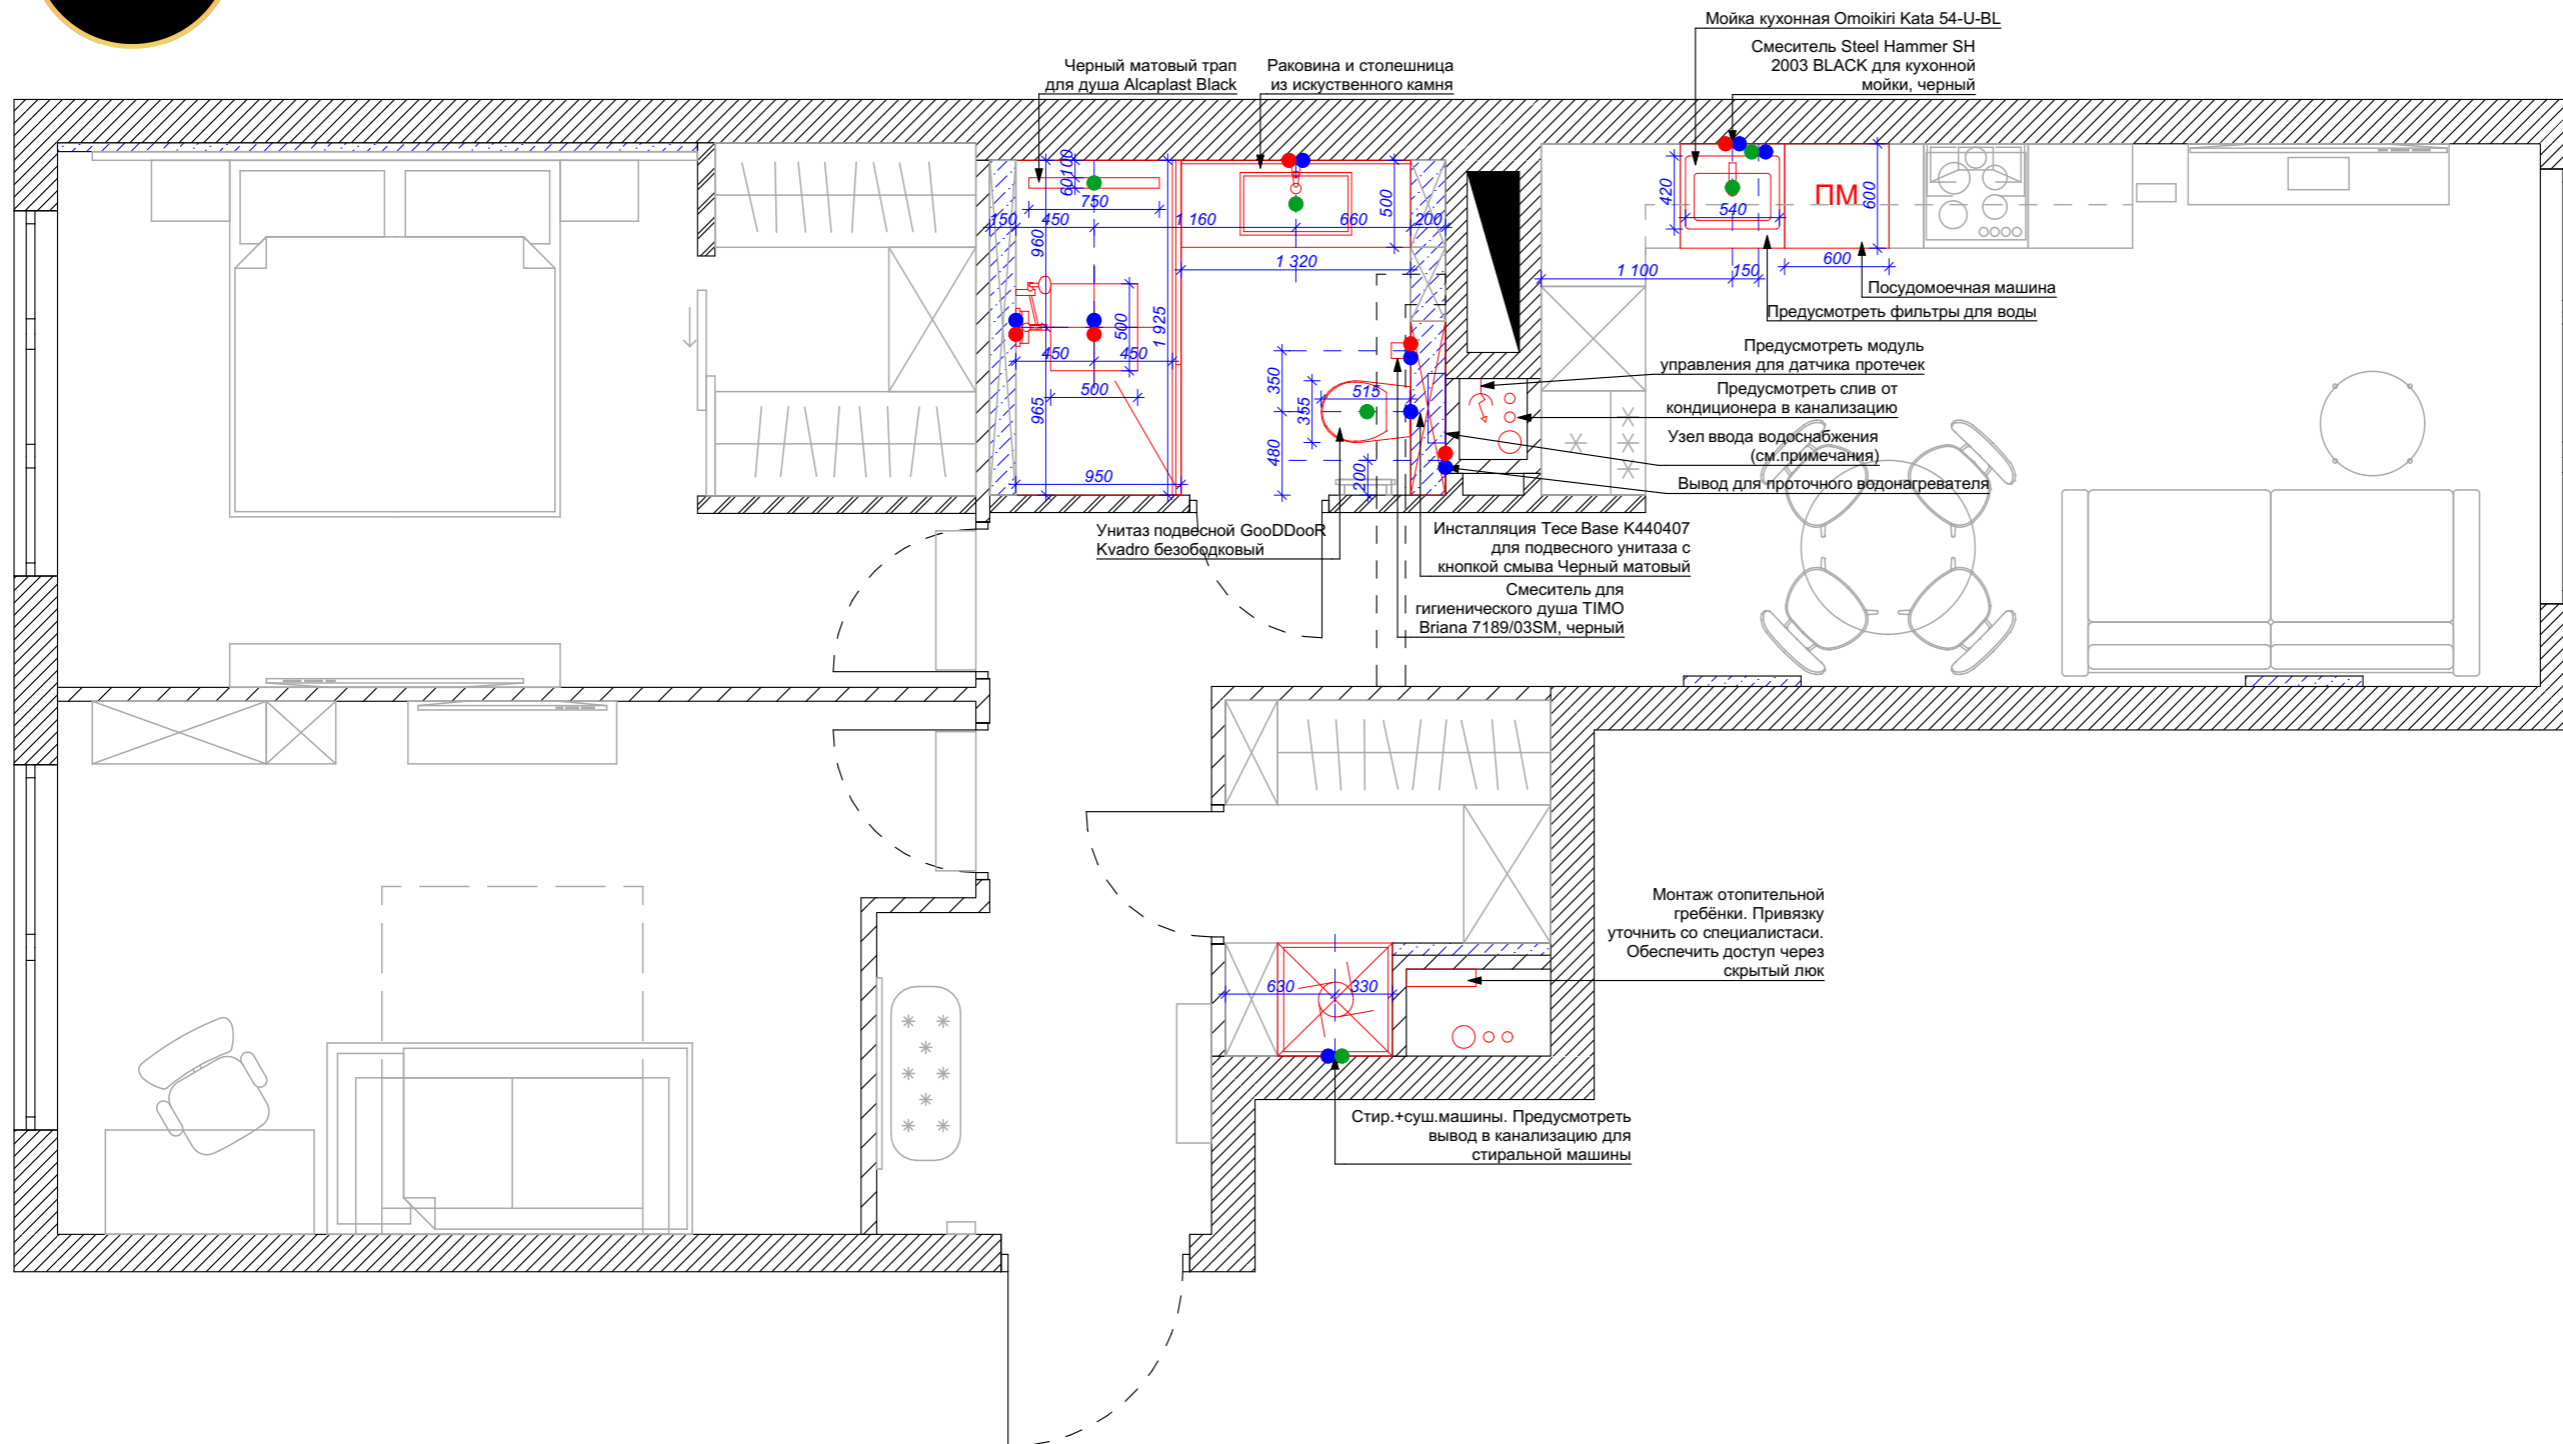 Мойка кухонная Omoikiri Kata 54-U-BL
Смеситель Steel Hammer SH
2003 BLACK для кухонной
мойки, черный
Черный матовый трап
для душа Alcaplast Black
Раковина и столешница
из искуственного камня
60
100
750
150
450
1 160
660
200
500
960
1 320
500
1 925
450
450
500
965
950
350
355
515
480
200
420
540
ПМ
600
1 100
150
600
Посудомоечная машина
Предусмотреть фильтры для воды
Предусмотреть модуль
управления для датчика протечек
Предусмотреть слив от
кондиционера в канализацию
Узел ввода водоснабжения
(см.примечания)
Вывод для проточного водонагревателя
Унитаз подвесной GooDDooR
Kvadro безободковый
Инсталляция Tece Base K440407
для подвесного унитаза с
кнопкой смыва Черный матовый
Смеситель для
гигиенического душа TIMO
Briana 7189/03SM, черный
Монтаж отопительной
гребёнки. Привязку
уточнить со специалистаси.
Обеспечить доступ через
скрытый люк
630
330
Стир.+суш.машины. Предусмотреть
вывод в канализацию для
стиральной машины